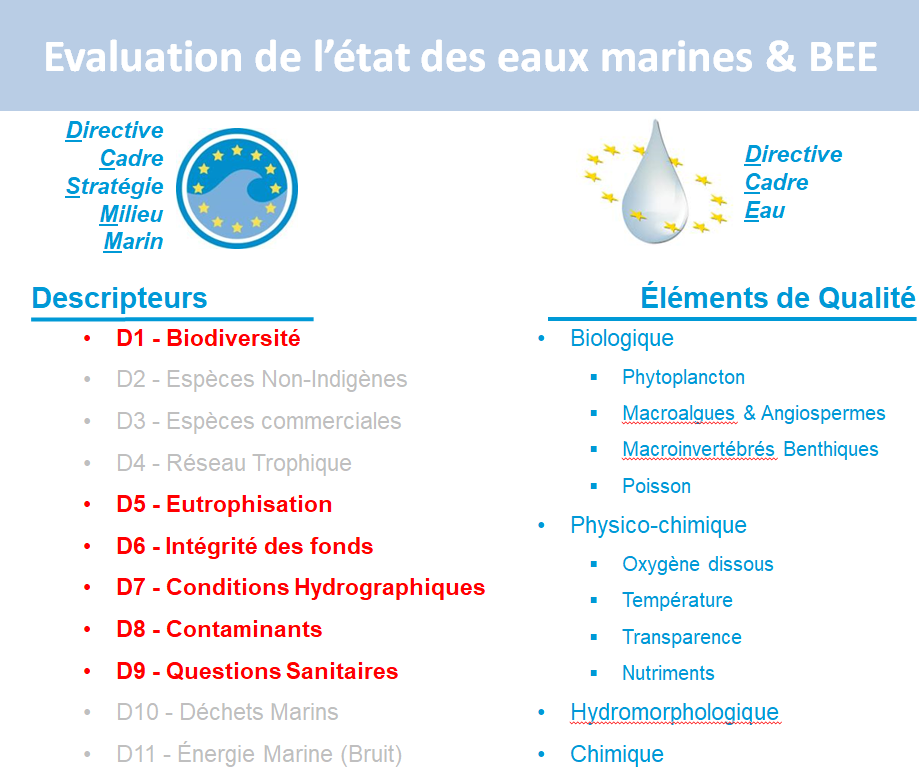 Evaluation de l'état des eaux marines & BEE
Directive
Cadre
Stratégie
Milieu
Marin
Directive
Cadre
Eau
Descripteurs
• D1 - Biodiversité
• D2 - Espèces Non-Indigènes
• D3 - Espèces commerciales
• D4 - Réseau Trophique
• D5 - Eutrophisation
• D6 - Intégrité des fonds
• D7 - Conditions Hydrographiques
• D8 - Contaminants
• D9 - Questions Sanitaires
• D10 - Déchets Marins
• D11 - Énergie Marine (Bruit)
Éléments de Qualité
• Biologique
▪ Phytoplancton
▪ Macroalgues & Angiospermes
▪ Macroinvertébrés Benthiques
▪ Poisson
• Physico-chimique
▪ Oxygène dissous
▪ Température
▪ Transparence
▪ Nutriments
• Hydromorphologique
• Chimique